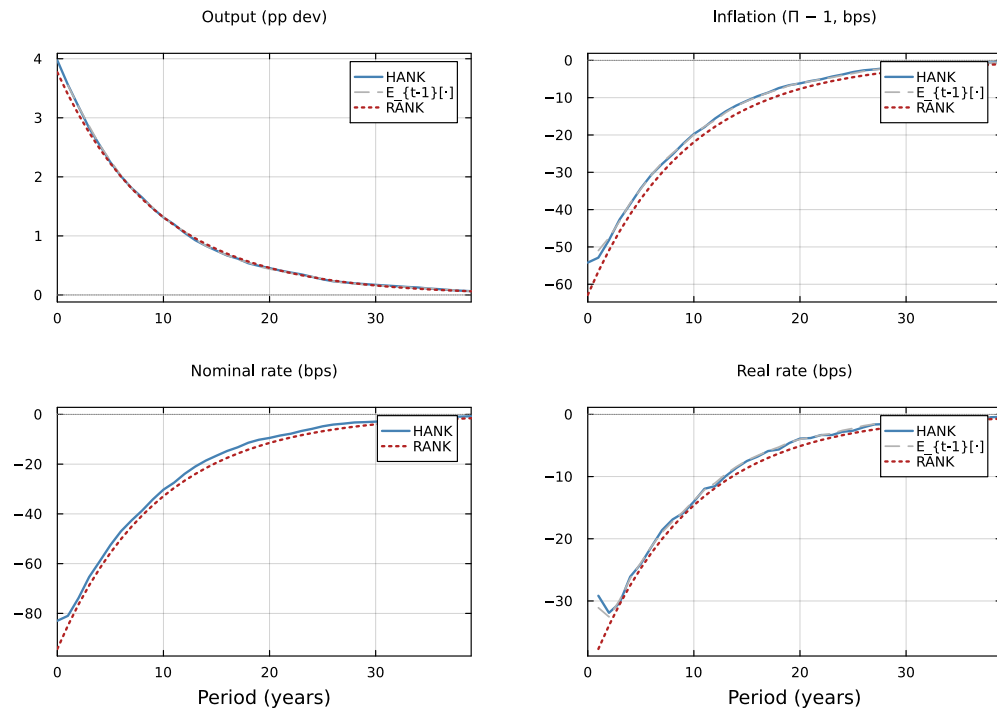 Output (pp dev)
4
3
2
1
0
0
10
20
30
HANK
E_{t-1}[·]
RANK
Inflation (Π − 1, bps)
0
−10
−20
−30
−40
−50
−60
0
10
20
30
HANK
E_{t-1}[·]
RANK
Nominal rate (bps)
0
−20
−40
−60
−80
0
10
20
30
Period (years)
HANK
RANK
Real rate (bps)
0
−10
−20
−30
0
10
20
30
Period (years)
HANK
E_{t-1}[·]
RANK